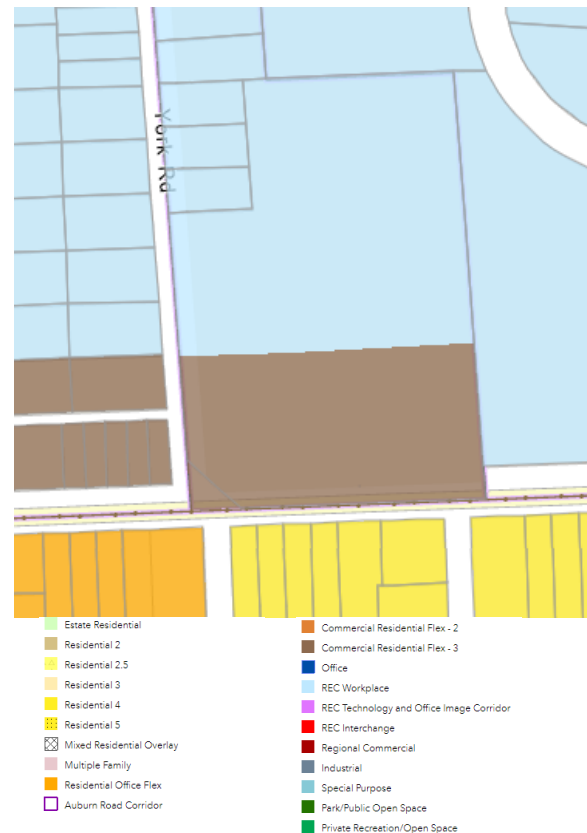 York Rd
Estate Residential
Residential 2
Residential 2.5
Residential 3
Residential 4
Residential 5
Mixed Residential Overlay
Multiple Family
Residential Office Flex
Auburn Road Corridor
Commercial Residential Flex - 2
Commercial Residential Flex - 3
Office
REC Workplace
REC Technology and Office Image Corridor
REC Interchange
Regional Commercial
Industrial
Special Purpose
Park/Public Open Space
Private Recreation/Open Space